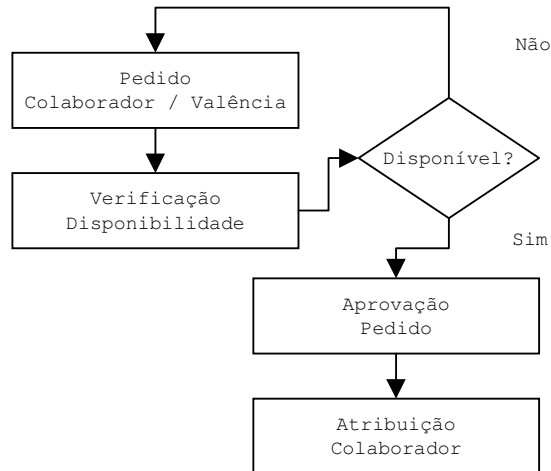 Não
Pedido
Colaborador / Valência
Disponível?
Verificação
Disponibilidade
Sim
Aprovação
Pedido
Atribuição
Colaborador